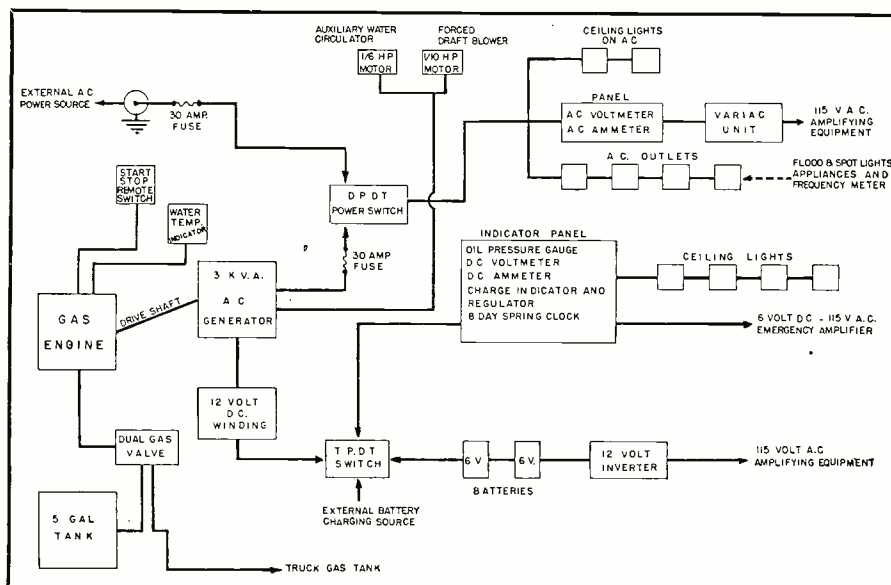 AUXILIARY WATER
CIRCULATOR
FORCED
DRAFT BLOWER
1/6 HP
MOTOR
1/10 HP
MOTOR
CEILING LIGHTS
ON A C
EXTERNAL A.C
POWER SOURCE
30 AMP.
FUSE
PANEL
A C VOLTMETER
A C AMMETER
VARIAC
UNIT
115 V A.C.
AMPLIFYING
EQUIPMENT
A.C. OUTLETS
FLOOD & SPOT LIGHTS
APPLIANCES AND
FREQUENCY METER
START
STOP
REMOTE
SWITCH
WATER
TEMP.
INDICATOR
D P D T
POWER SWITCH
30 AMP
FUSE
INDICATOR PANEL
OIL PRESSURE GAUGE
DC VOLTMETER
DC AMMETER
CHARGE INDICATOR AND
REGULATOR
8 DAY SPRING CLOCK
CEILING LIGHTS
6 VOLT DC - 115 V A.C.
EMERGENCY AMPLIFIER
GAS
ENGINE
DRIVE SHAFT
3 K V.A.
A C
GENERATOR
12 VOLT
D.C.
WINDING
DUAL GAS
VALVE
T P.D T
SWITCH
6 V
6 V.
BATTERIES
12 VOLT
INVERTER
115 VOLT A.C
AMPLIFYING EQUIPMENT
EXTERNAL BATTERY
CHARGING SOURCE
5 GAL
TANK
TRUCK GAS TANK